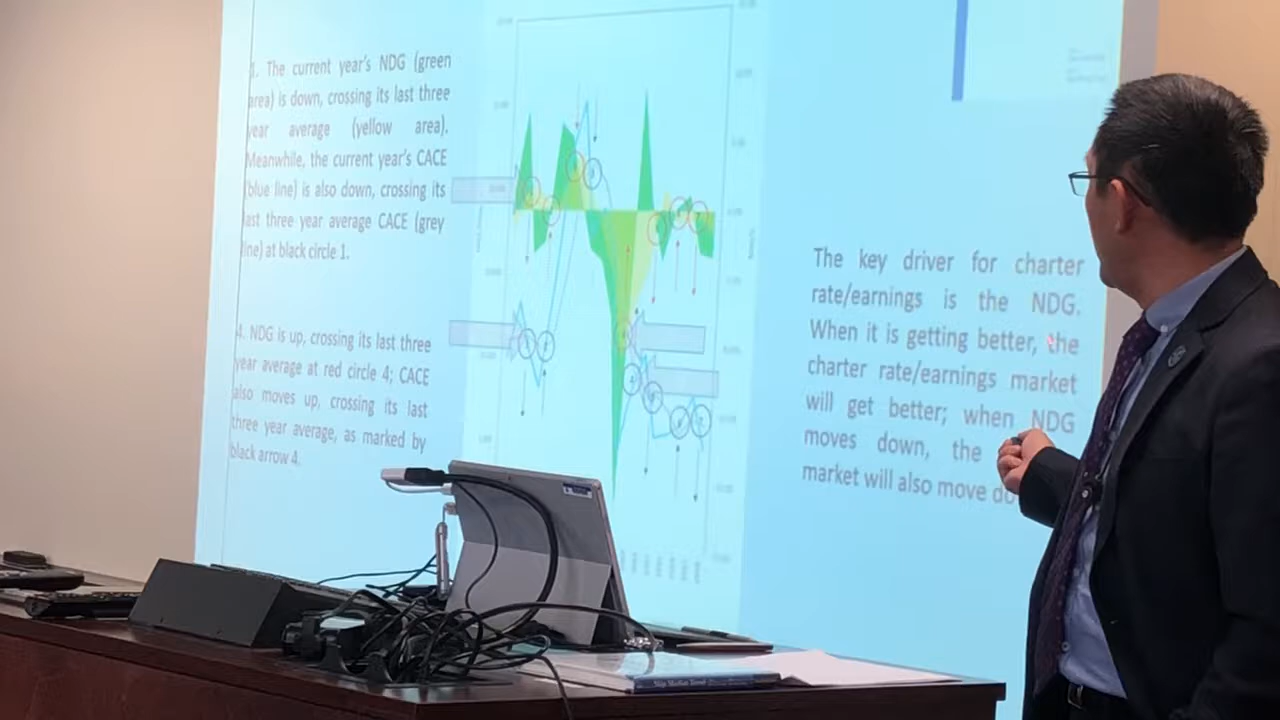 1. The current year's NDG (green
area) is down, crossing its last three
year average (yellow area).
Meanwhile, the current year's CACE
(blue line) is also down, crossing its
last three year average CACE (grey
line) at black circle 1.
4. NDG is up, crossing its last three
year average at red circle 4; CACE
also moves up, crossing its last
three year average, as marked by
black arrow 4.
The key driver for charter
rate/earnings is the NDG.
When it is getting better, the
charter rate/earnings market
will get better; when NDG
moves down, the
market will also move do